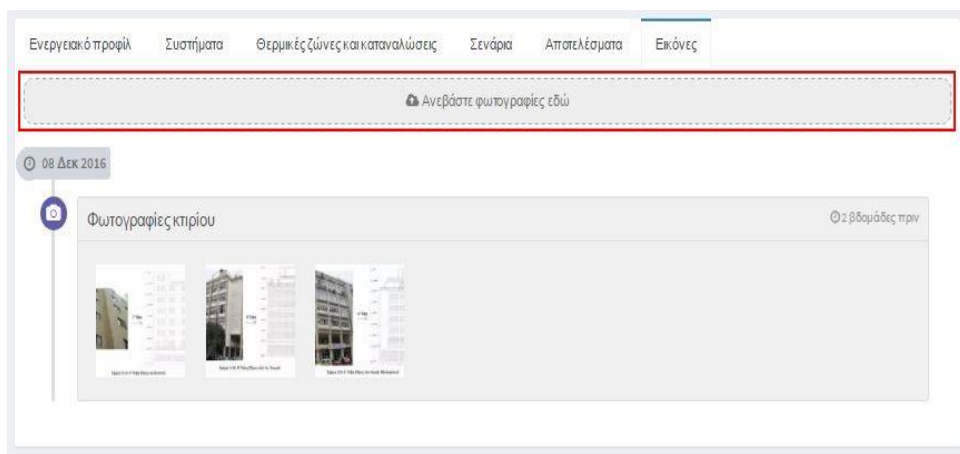 Ενεργειακό προφίλ Συστήματα Θερμικές ζώνες και καταναλώσεις Σενάρια Αποτελέσματα Εικόνες
Ανεβάστε φωτογραφίες εδώ
08 Δεκ 2016
Φωτογραφίες κτιρίου 2 βδομάδες πριν